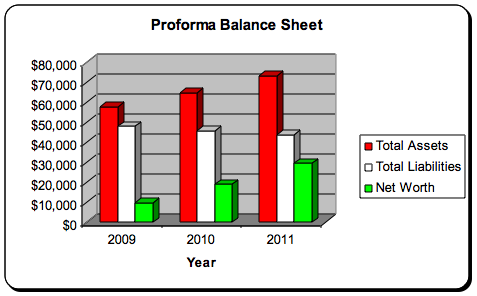 Proforma Balance Sheet
$80,000
$70,000
$60,000
$50,000
$40,000
$30,000
$20,000
$10,000
$0
2009 2010 2011
Year
Total Assets
Total Liabilities
Net Worth